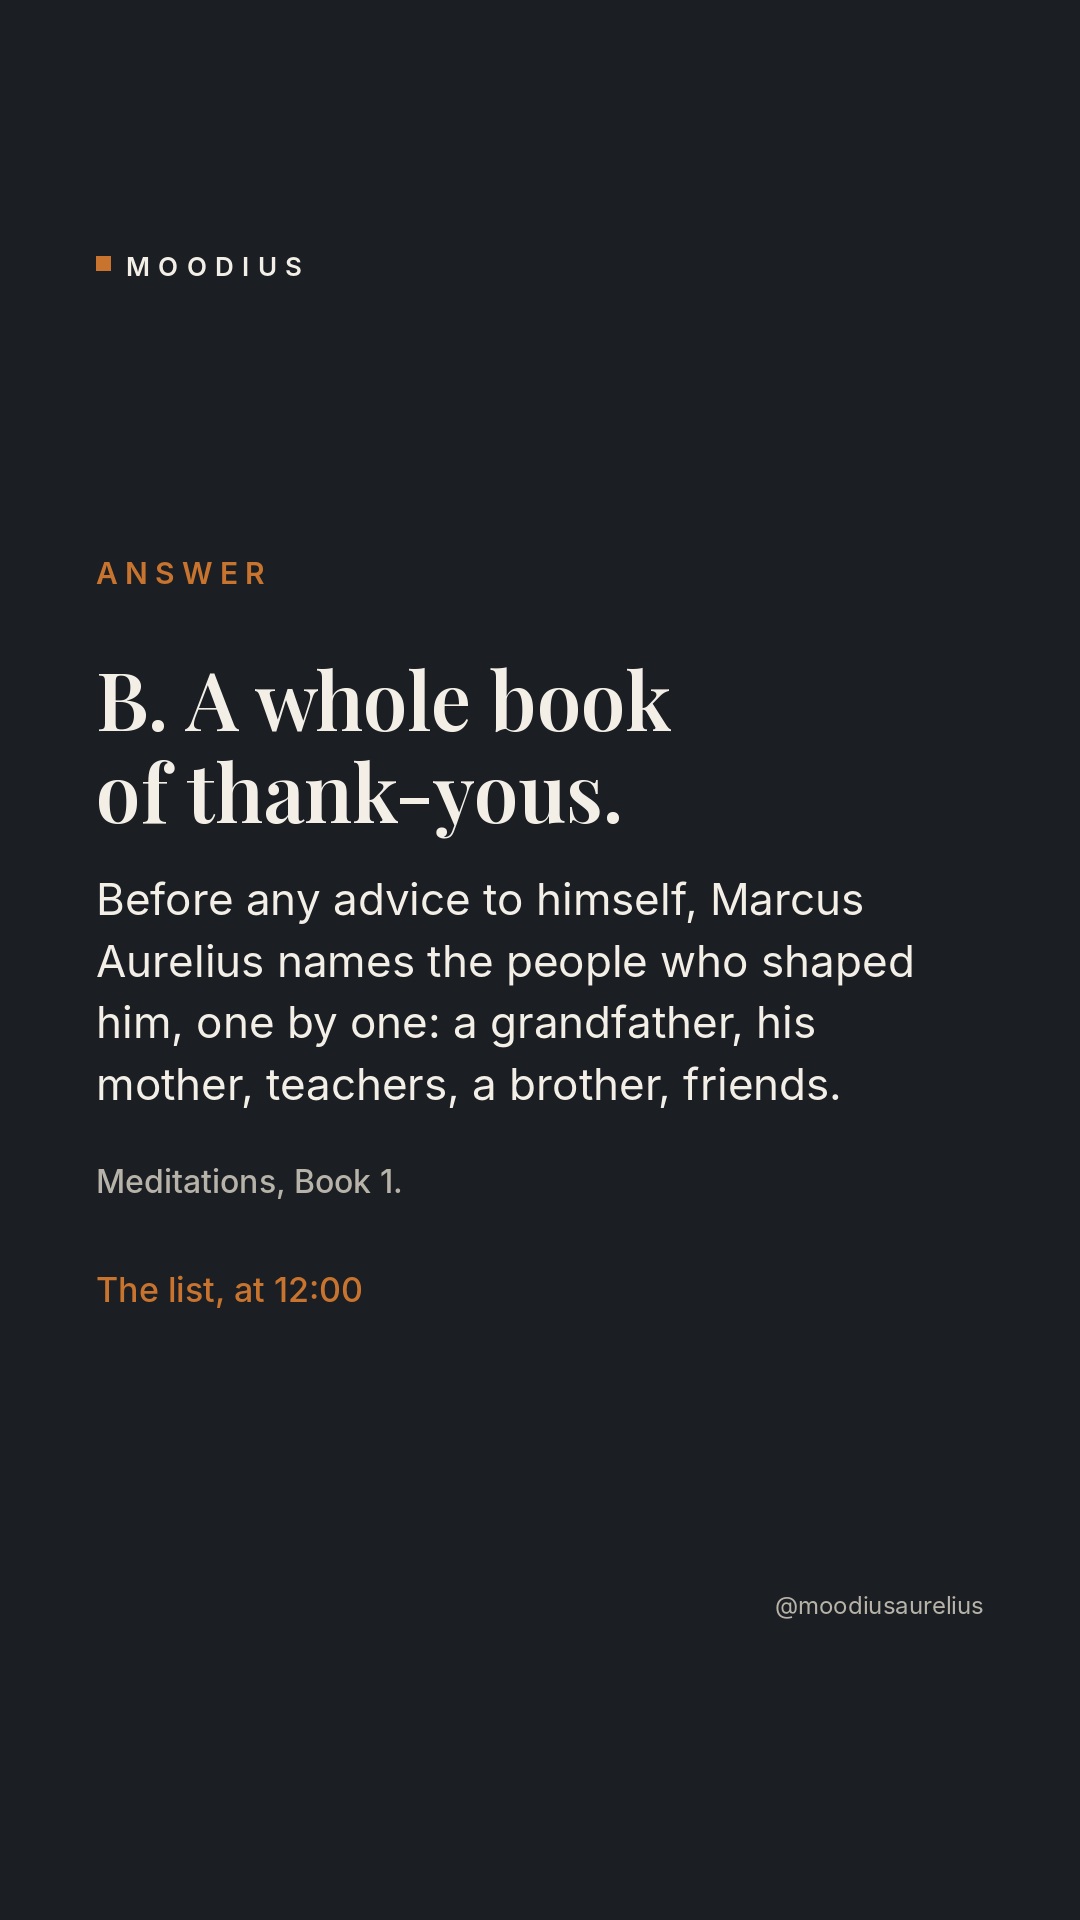 MOODIUS
ANSWER
B. A whole book
of thank-yous.
Before any advice to himself, Marcus
Aurelius names the people who shaped
him, one by one: a grandfather, his
mother, teachers, a brother, friends.
Meditations, Book 1.
The list, at 12:00
@moodiusaurelius